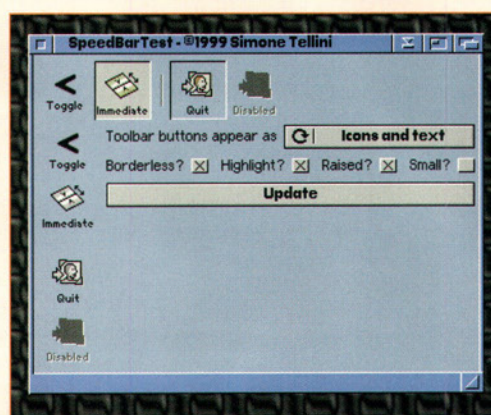 SpeedBarTest - ©1999 Simone Tellini
Toggle Immediate Quit Disabled
Toolbar buttons appear as Icons and text
Toggle Borderless? Highlight? Raised? Small?
Update
Immediate
Quit
Disabled